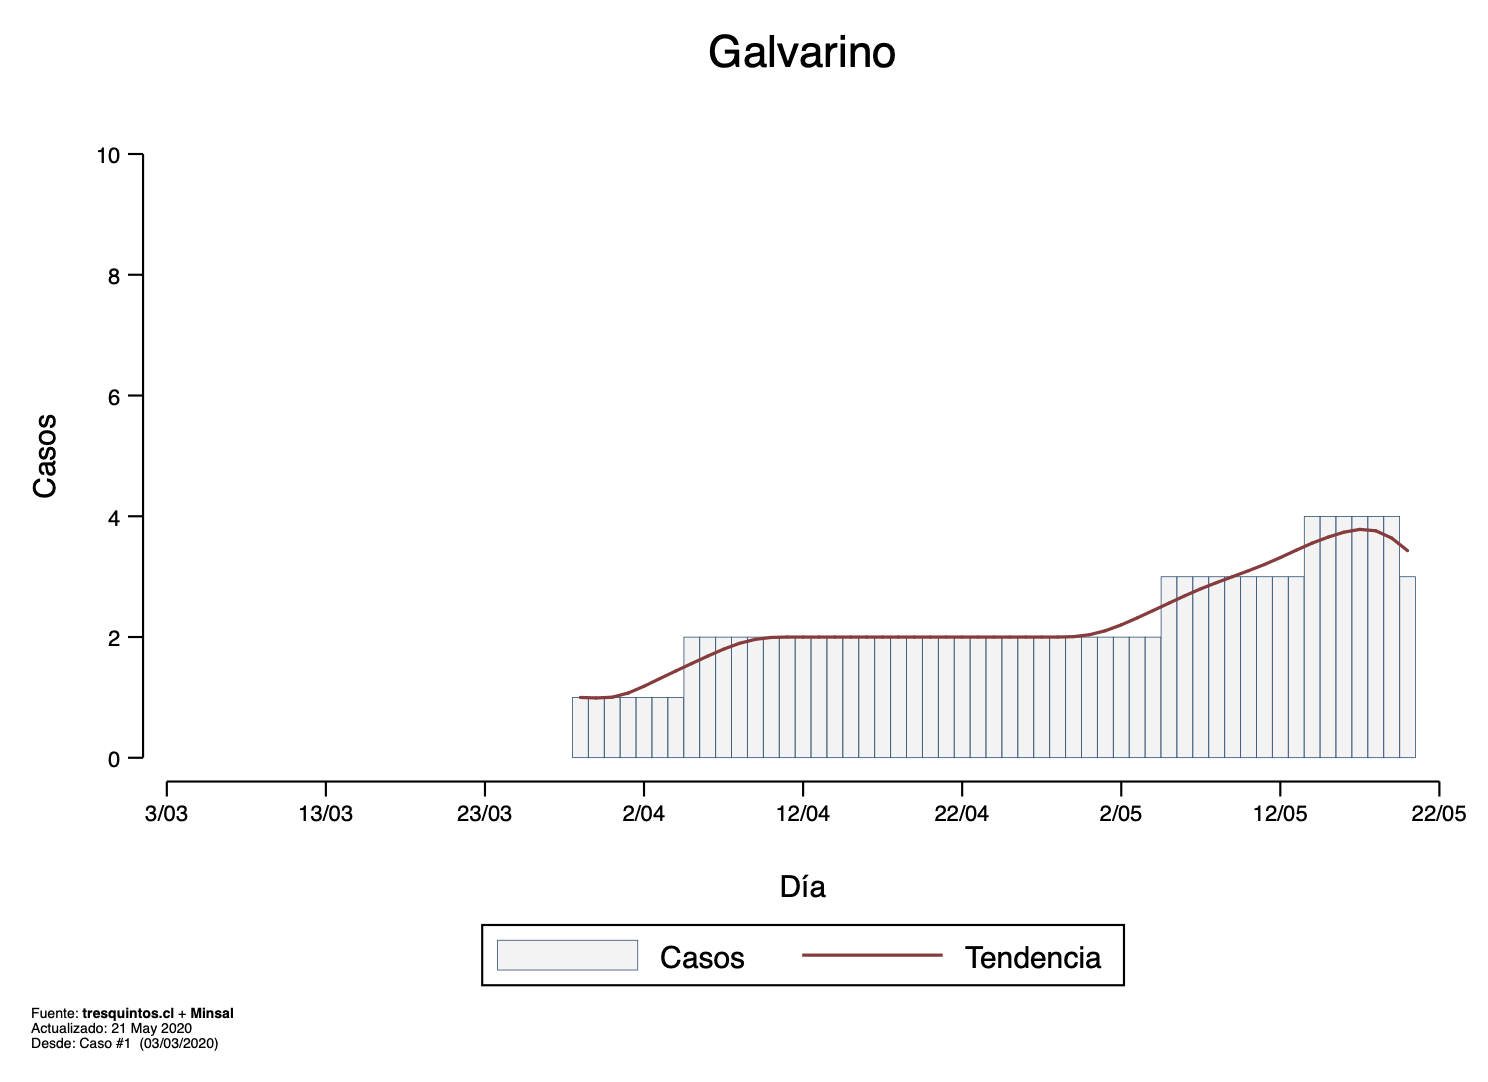 Galvarino
10
8
6
4
2
0
Casos
3/03 13/03 23/03 2/04 12/04 22/04 2/05 12/05 22/05
Día
Casos Tendencia
Fuente: tresquintos.cl + Minsal
Actualizado: 21 May 2020
Desde: Caso #1 (03/03/2020)